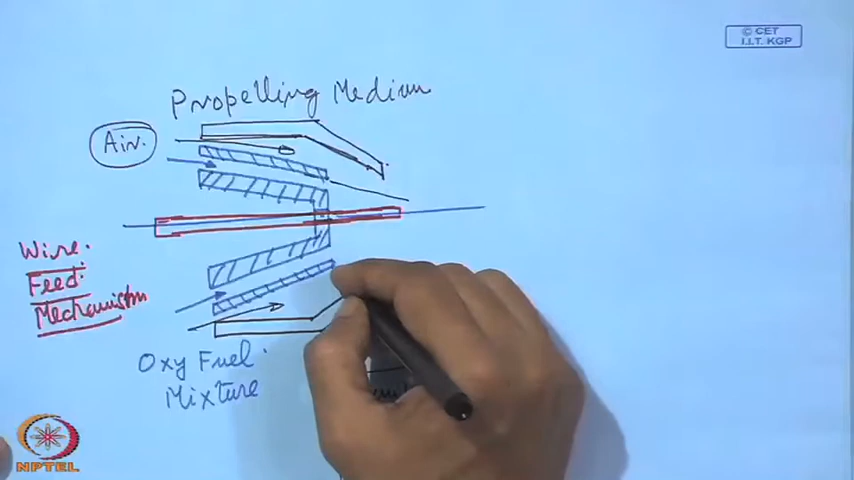 © CET
I.I.T. KGP
Propelling Medium
Air.
Wire.
Feed.
Mechanism
Oxy Fuel.
Mixture
NPTEL